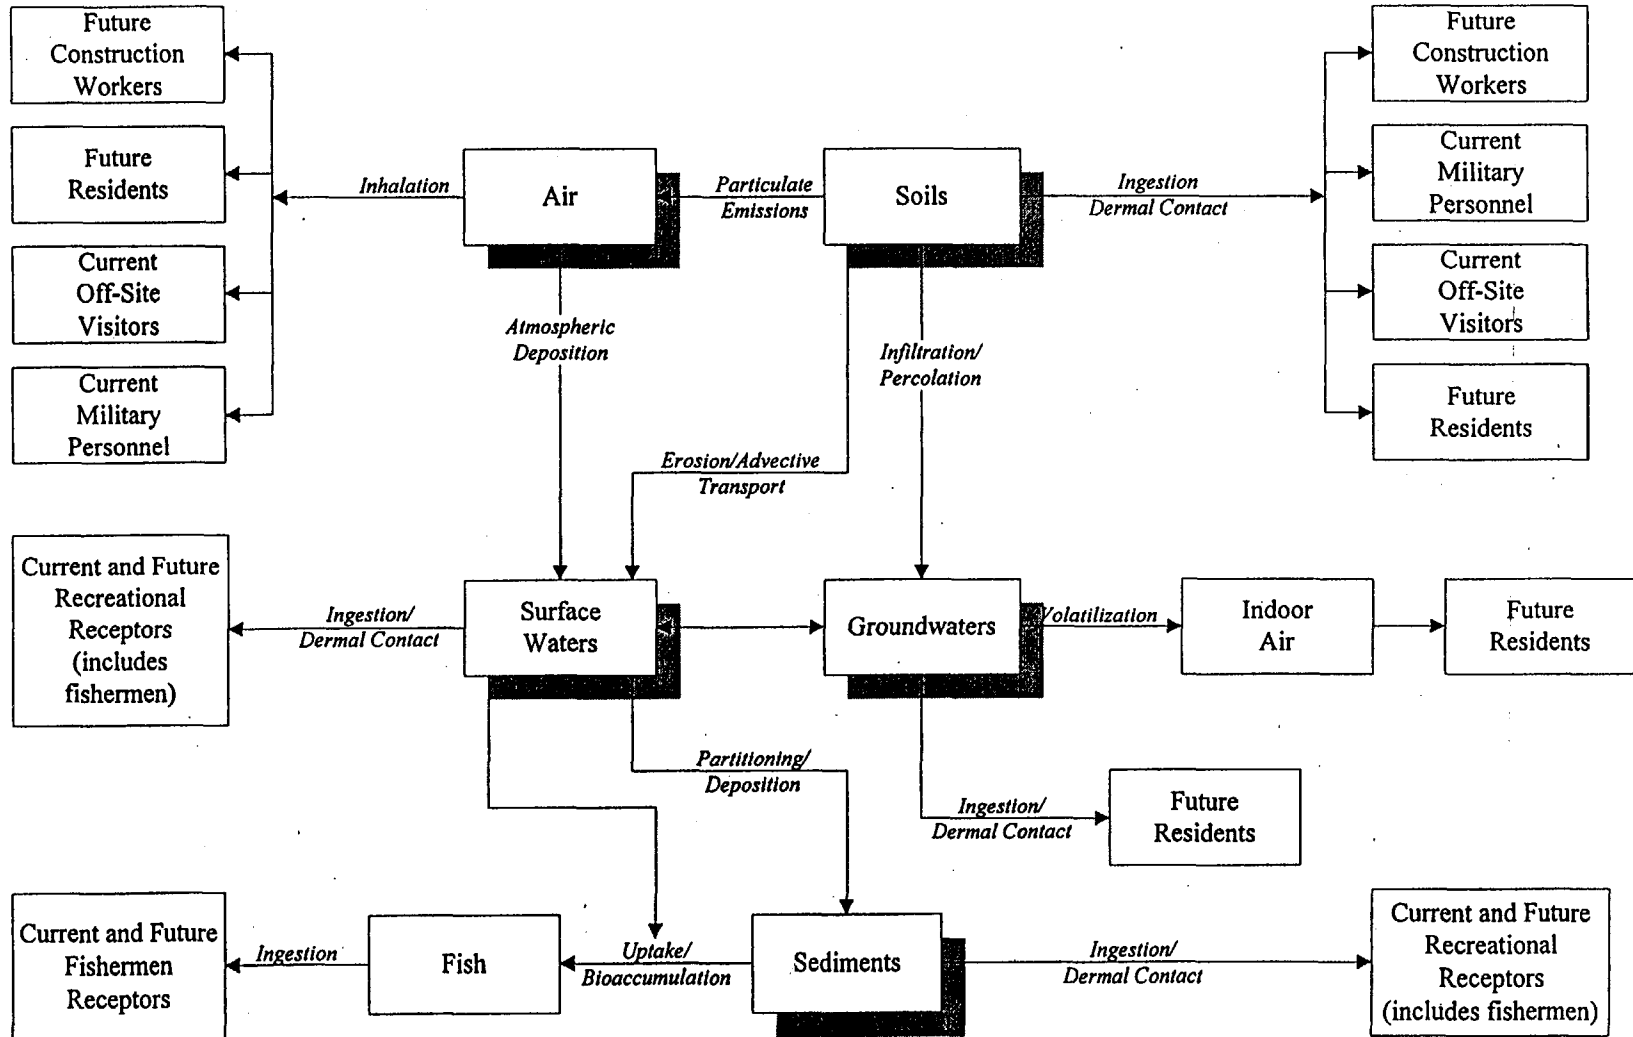 Future
Construction
Workers
Future
Residents
Current
Off-Site
Visitors
Current
Military
Personnel
Inhalation
Air
Particulate
Emissions
Soils
Ingestion
Dermal Contact
Future
Construction
Workers
Current
Military
Personnel
Current
Off-Site
Visitors
Future
Residents
Atmospheric
Deposition
Infiltration/
Percolation
Erosion/Advective
Transport
Current and Future
Recreational
Receptors
(includes
fishermen)
Ingestion/
Dermal Contact
Surface
Waters
Groundwaters
Volatilization
Indoor
Air
Future
Residents
Partitioning/
Deposition
Ingestion/
Dermal Contact
Future
Residents
Current and Future
Fishermen
Receptors
Ingestion
Fish
Uptake/
Bioaccumulation
Sediments
Ingestion/
Dermal Contact
Current and Future
Recreational
Receptors
(includes fishermen)